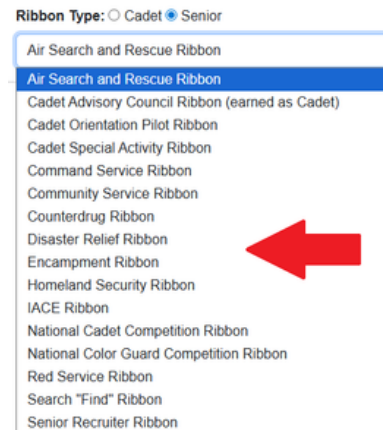 Ribbon Type: Cadet Senior
Air Search and Rescue Ribbon
Air Search and Rescue Ribbon
Cadet Advisory Council Ribbon (earned as Cadet)
Cadet Orientation Pilot Ribbon
Cadet Special Activity Ribbon
Command Service Ribbon
Community Service Ribbon
Counterdrug Ribbon
Disaster Relief Ribbon
Encampment Ribbon
Homeland Security Ribbon
IACE Ribbon
National Cadet Competition Ribbon
National Color Guard Competition Ribbon
Red Service Ribbon
Search "Find" Ribbon
Senior Recruiter Ribbon